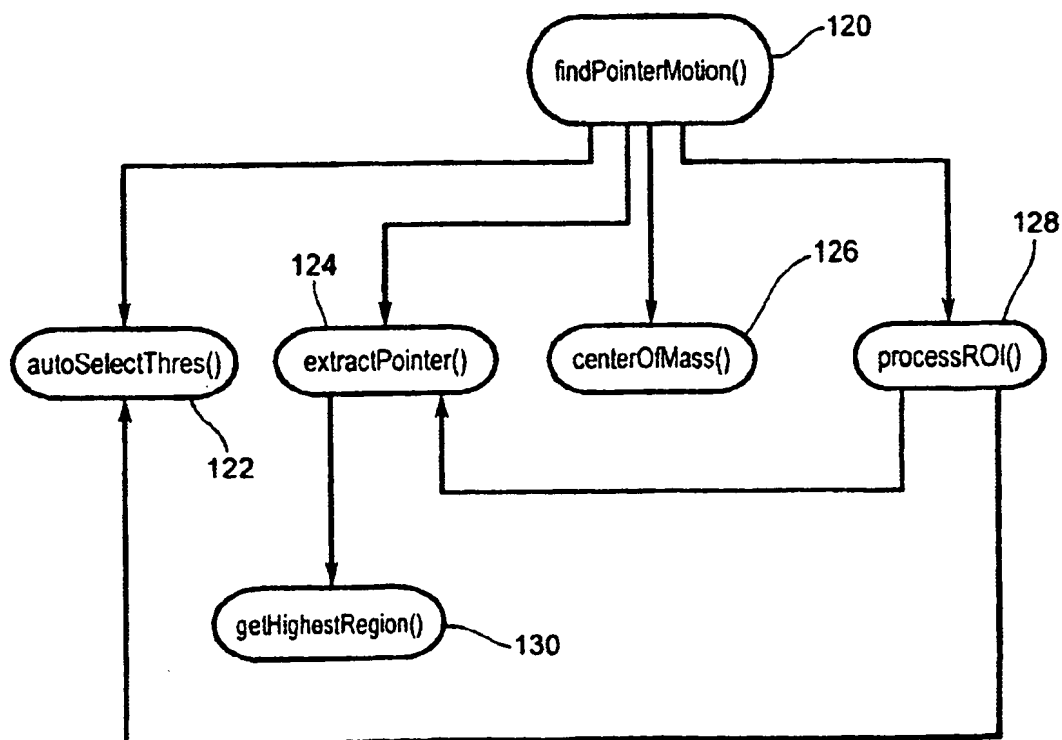 120
findPointerMotion()
128
124
126
autoSelectThres()
extractPointer()
centerOfMass()
processROI()
122
getHighestRegion()
130